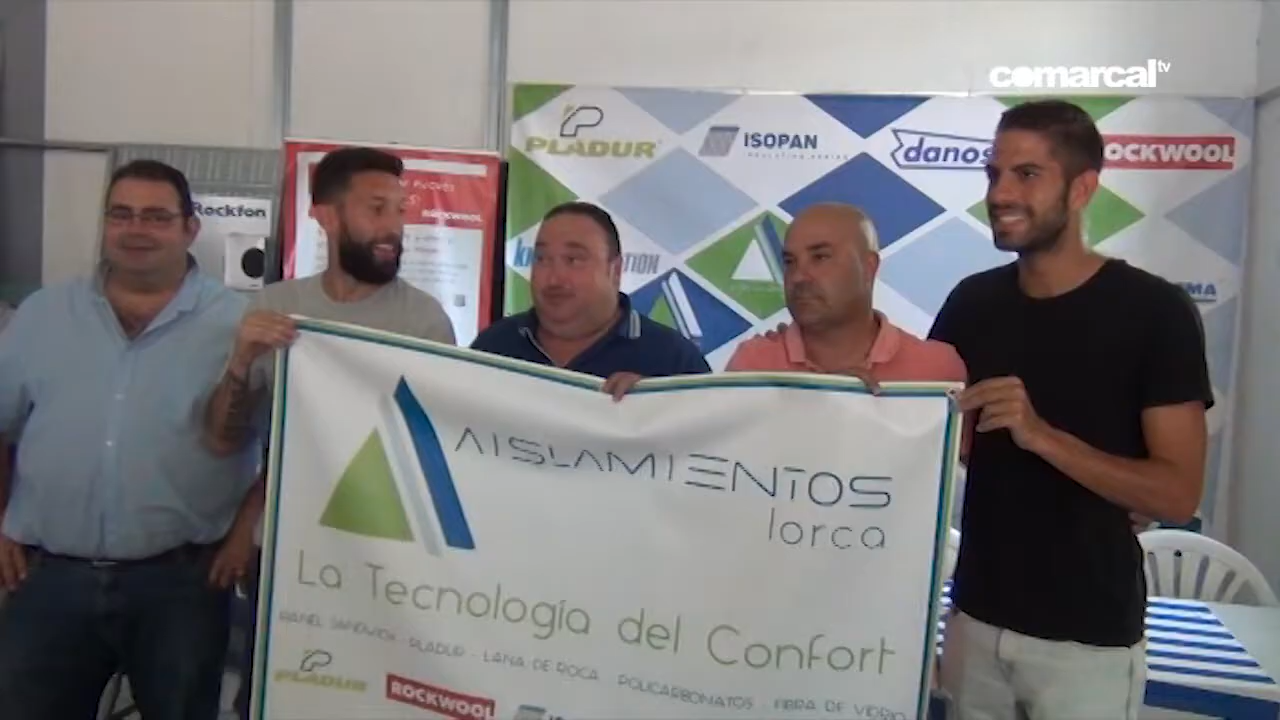 comarcal tv
PLADUR
ISOPAN
danos
ROCKWOOL
Rockfon
ROCKWOOL
AISLAMIENTOS
lorca
La Tecnología del Confort
PANEL SANDWICH - PLADUR - LANA DE ROCA - POLICARBONATOS - FIBRA DE VIDRIO
PLADUR
ROCKWOOL